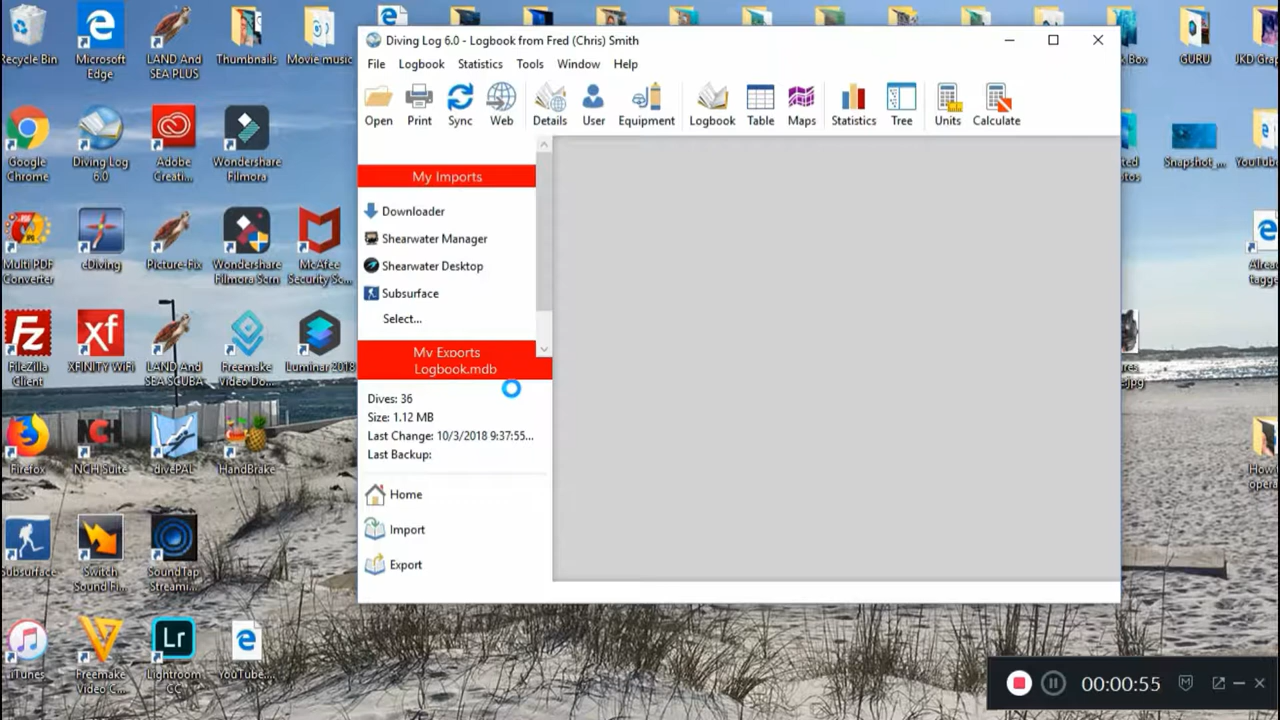 Diving Log 6.0 - Logbook from Fred (Chris) Smith
File Logbook Statistics Tools Window Help
Open Print Sync Web Details User Equipment Logbook Table Maps Statistics Tree Units Calculate
My Imports
Downloader
Shearwater Manager
Shearwater Desktop
Subsurface
Select...
My Exports
Logbook.mdb
Dives: 36
Size: 1.12 MB
Last Change: 10/3/2018 9:37:55...
Last Backup:
Home
Import
Export
Recycle Bin
Microsoft
Edge
LAND And
SEA PLUS
Thumbnails
Movie music
Google
Chrome
Diving Log
6.0
Adobe
Creati...
Wondershare
Filmora
Multi PDF
Converter
eDiving
Picture-Fix
Wondershare
Filmora Scrn
McAfee
Security Sc...
FileZilla
Client
XFINITY WiFi
LAND And
SEA SCUBA
Freemake
Video Do...
Luminar 2018
Firefox
NCH Suite
divePAL
HandBrake
Subsurface
Switch
Sound Fi...
SoundTap
Streami...
iTunes
Freemake
Video C...
Lightroom
CC
YouTube...
k Box
GURU
JKD Grap
Snapshot_...
YouTub
Alrea
tagge
00:00:55